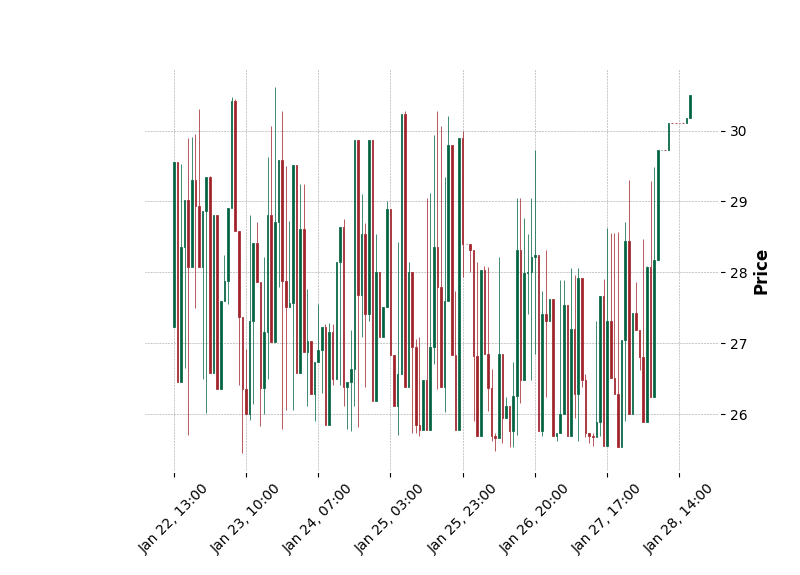 30
29
28
27
26
Price
Jan 22, 13:00
Jan 23, 10:00
Jan 24, 07:00
Jan 25, 03:00
Jan 25, 23:00
Jan 26, 20:00
Jan 27, 17:00
Jan 28, 14:00